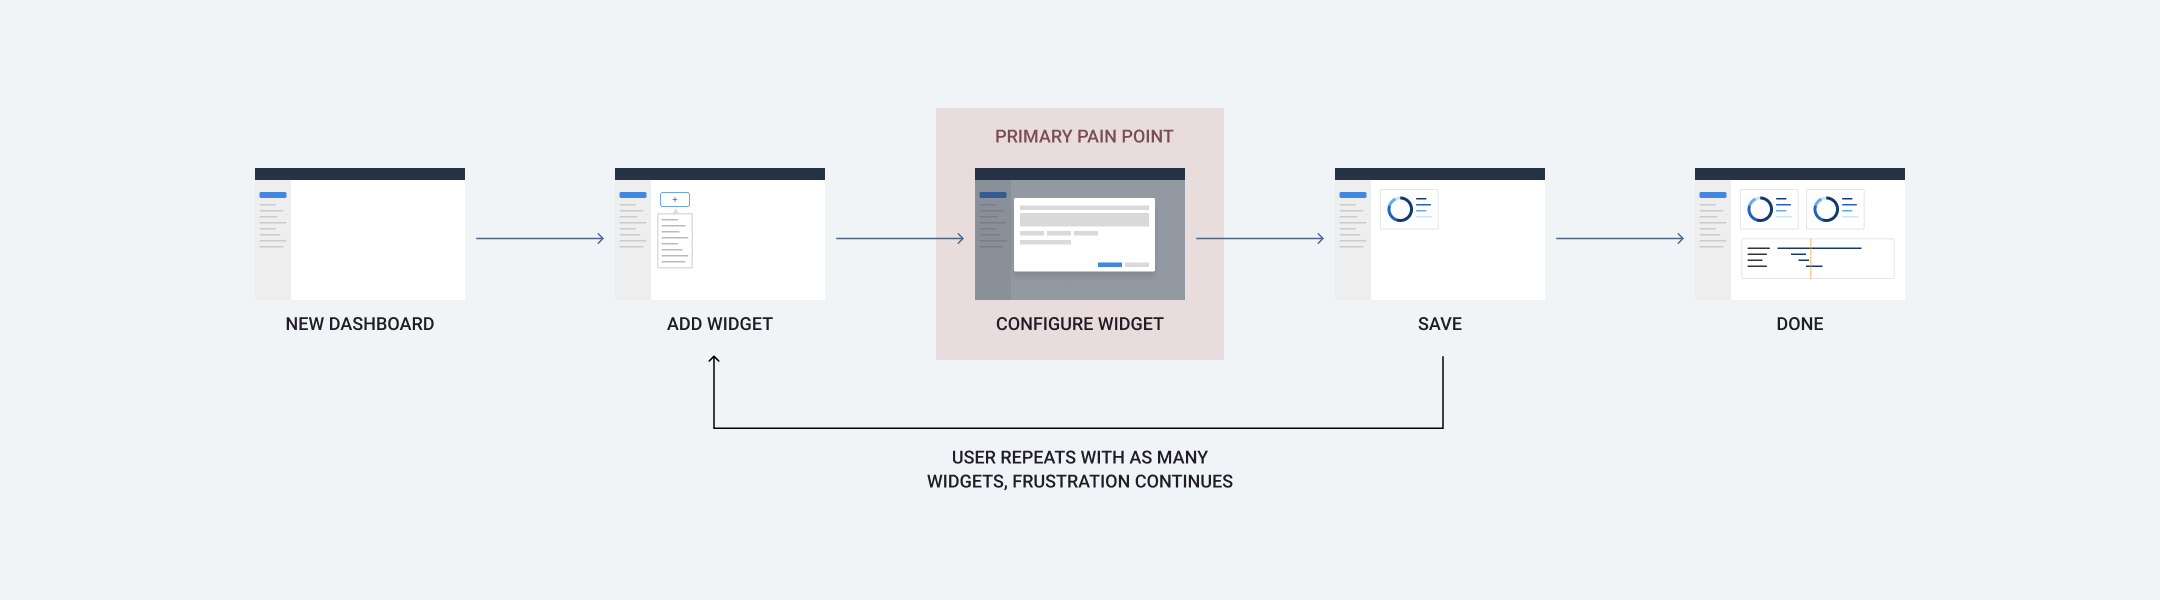 PRIMARY PAIN POINT
+
NEW DASHBOARD
ADD WIDGET
CONFIGURE WIDGET
SAVE
DONE
USER REPEATS WITH AS MANY
WIDGETS, FRUSTRATION CONTINUES